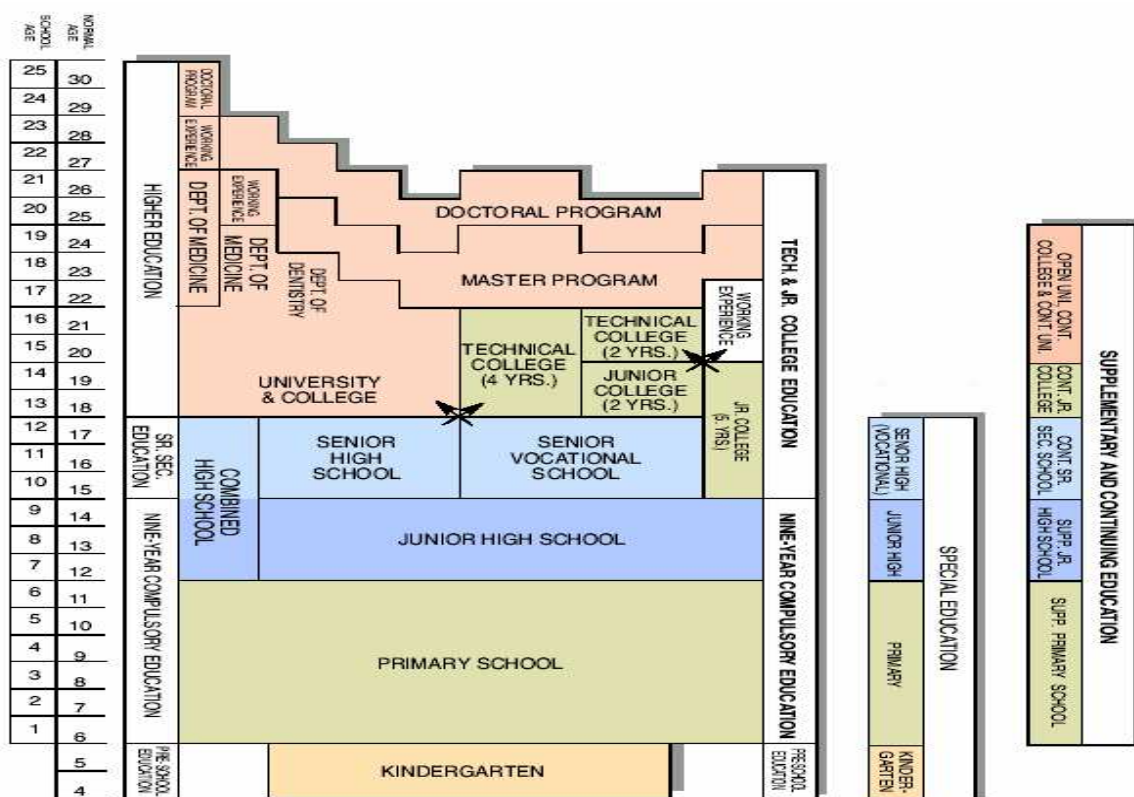 SCHOOL
AGE
NORMAL
AGE
25
24
23
22
21
20
19
18
17
16
15
14
13
12
11
10
9
8
7
6
5
4
3
2
1
30
29
28
27
26
25
24
23
22
21
20
19
18
17
16
15
14
13
12
11
10
9
8
7
6
5
4
HIGHER EDUCATION
SR. SEC.
EDUCATION
NINE-YEAR COMPULSORY EDUCATION
PRE-SCHOOL
EDUCATION
DOCTORAL
PROGRAM
WORKING
EXPERIENCE
DEPT. OF MEDICINE
WORKING
EXPERIENCE
DEPT. OF
MEDICINE
DEPT. OF
DENTISTRY
DOCTORAL PROGRAM
MASTER PROGRAM
UNIVERSITY
& COLLEGE
TECHNICAL
COLLEGE
(4 YRS.)
TECHNICAL
COLLEGE
(2 YRS.)
JUNIOR
COLLEGE
(2 YRS.)
WORKING
EXPERIENCE
JR. COLLEGE
(5. YRS)
COMBINED
HIGH SCHOOL
SENIOR
HIGH
SCHOOL
SENIOR
VOCATIONAL
SCHOOL
JUNIOR HIGH SCHOOL
PRIMARY SCHOOL
KINDERGARTEN
TECH. & JR. COLLEGE EDUCATION
NINE-YEAR COMPULSORY EDUCATION
PRESCHOOL
EDUCATION
SENIOR HIGH
(VOCATIONAL)
JUNIOR HIGH
PRIMARY
KINDER-
GARTEN
SPECIAL EDUCATION
OPEN UNI. CONT.
COLLEGE & CONT. UNI.
CONT. JR.
COLLEGE
CONT. SR.
SEC. SCHOOL
SUPP. JR.
HIGH SCHOOL
SUPP. PRIMARY SCHOOL
SUPPLEMENTARY AND CONTINUING EDUCATION